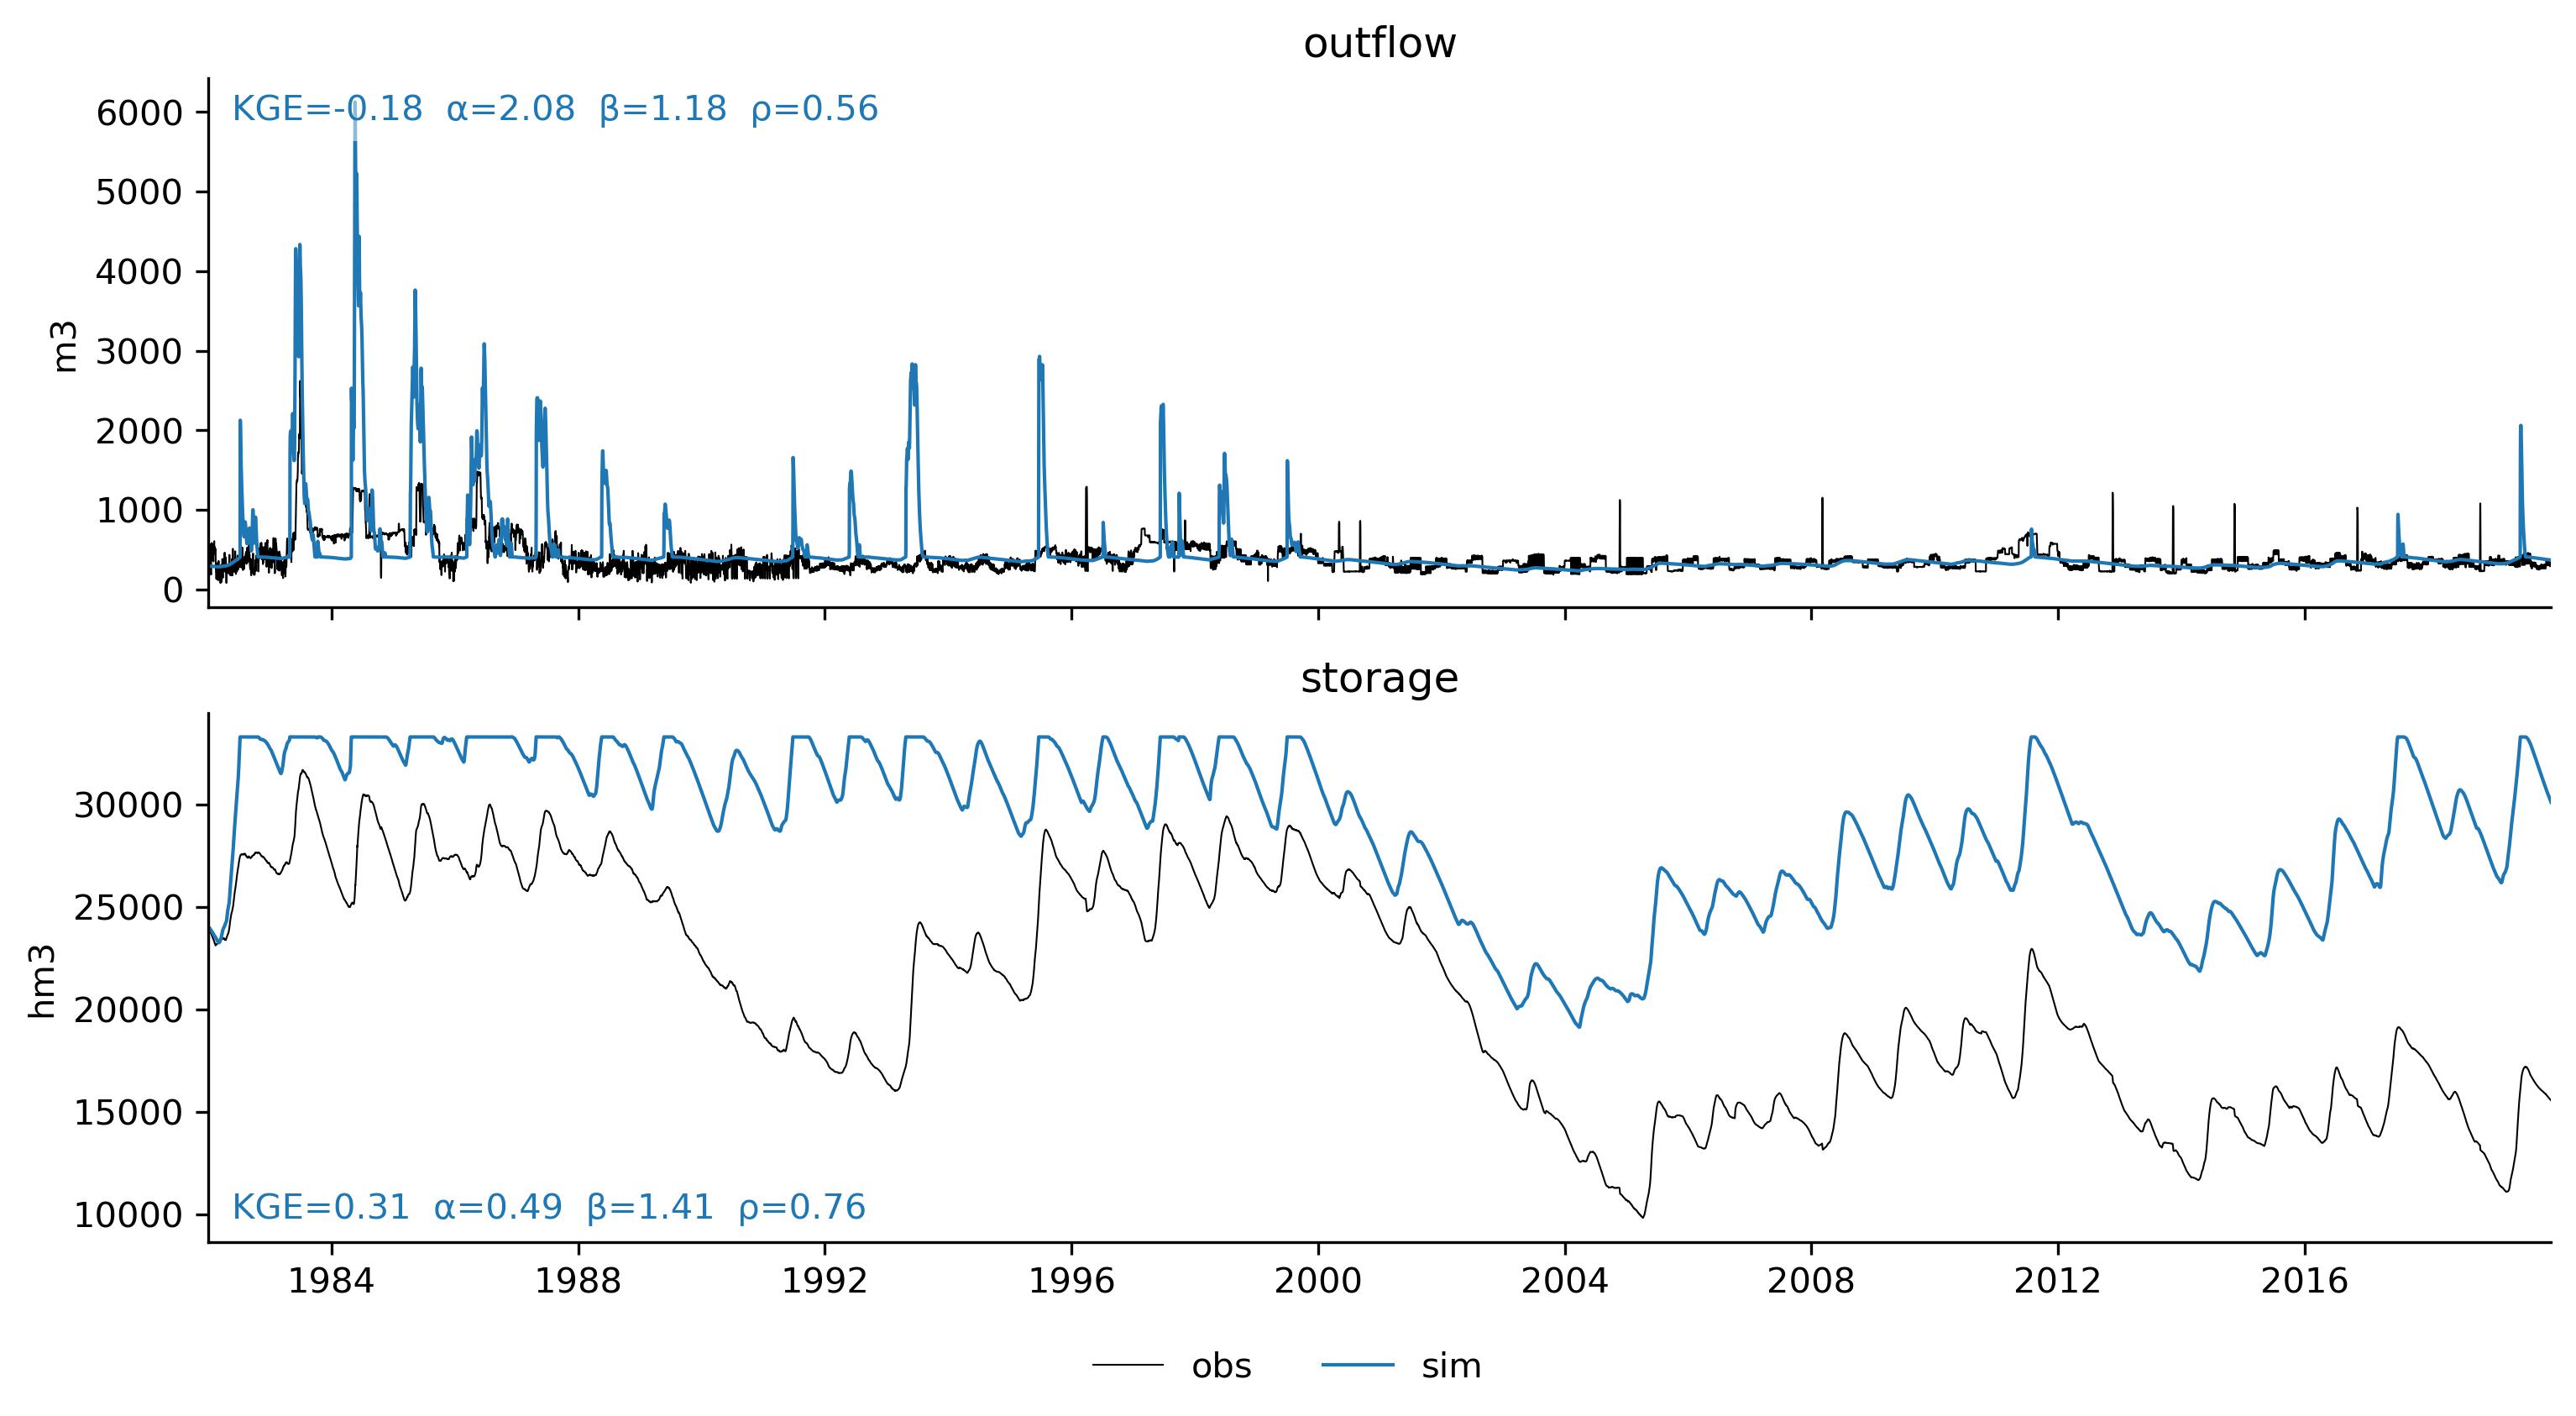 outflow
KGE=-0.18 α=2.08 β=1.18 ρ=0.56
6000
5000
4000
3000
2000
1000
0
m3
storage
30000
25000
20000
15000
10000
hm3
KGE=0.31 α=0.49 β=1.41 ρ=0.76
1984 1988 1992 1996 2000 2004 2008 2012 2016
obs sim